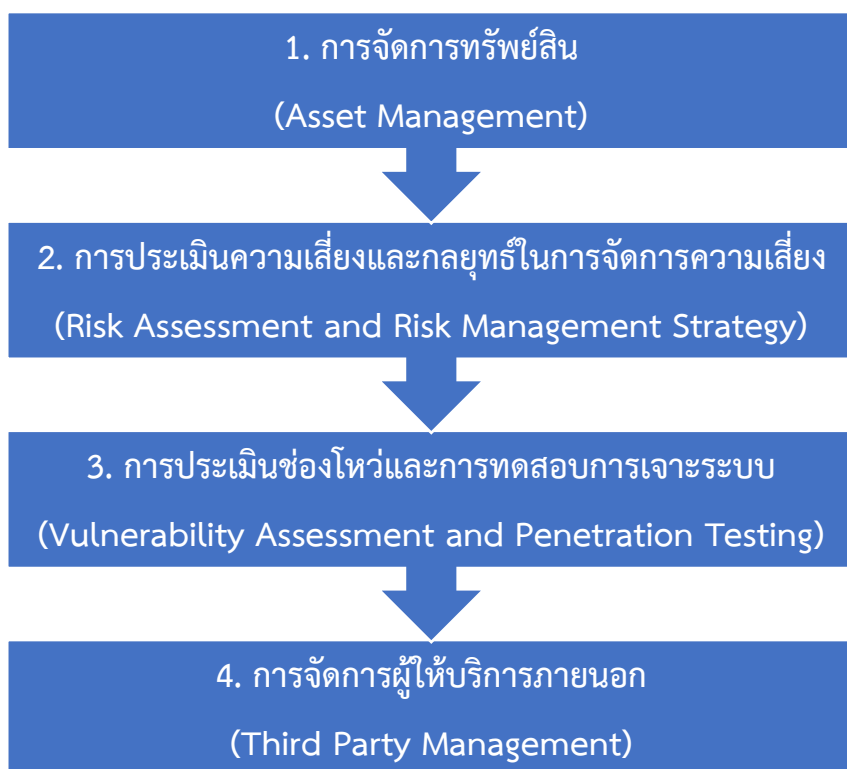 1. การจัดการทรัพย์สิน
(Asset Management)
2. การประเมินความเสี่ยงและกลยุทธ์ในการจัดการความเสี่ยง
(Risk Assessment and Risk Management Strategy)
3. การประเมินช่องโหว่และการทดสอบการเจาะระบบ
(Vulnerability Assessment and Penetration Testing)
4. การจัดการผู้ให้บริการภายนอก
(Third Party Management)